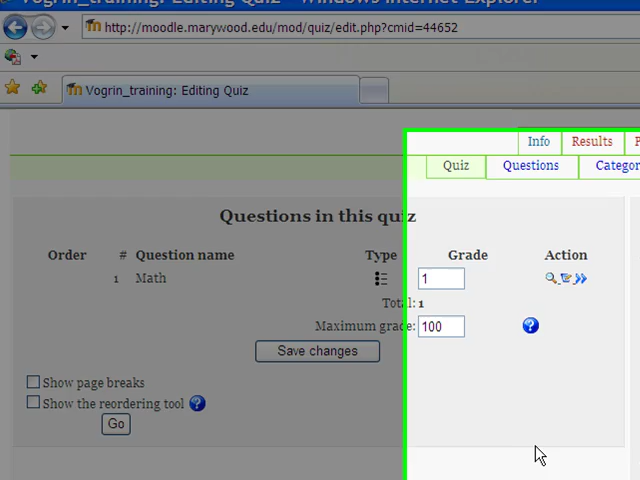 Vogrin_training: Editing Quiz - Windows Internet Explorer
http://moodle.marywood.edu/mod/quiz/edit.php?cmid=44652
Vogrin_training: Editing Quiz
Info Results
Quiz Questions Categor
Questions in this quiz
Order # Question name Type Grade Action
1 Math 1
Total: 1
Maximum grade: 100
Save changes
Show page breaks
Show the reordering tool
Go